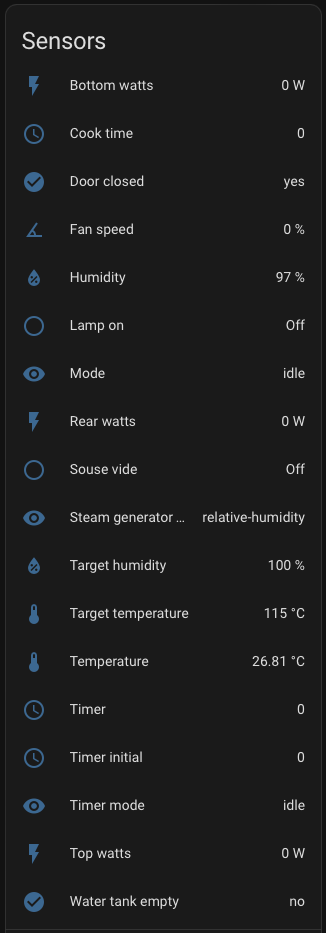 Sensors
Bottom watts 0 W
Cook time 0
Door closed yes
Fan speed 0 %
Humidity 97 %
Lamp on Off
Mode idle
Rear watts 0 W
Souse vide Off
Steam generator ... relative-humidity
Target humidity 100 %
Target temperature 115 °C
Temperature 26.81 °C
Timer 0
Timer initial 0
Timer mode idle
Top watts 0 W
Water tank empty no